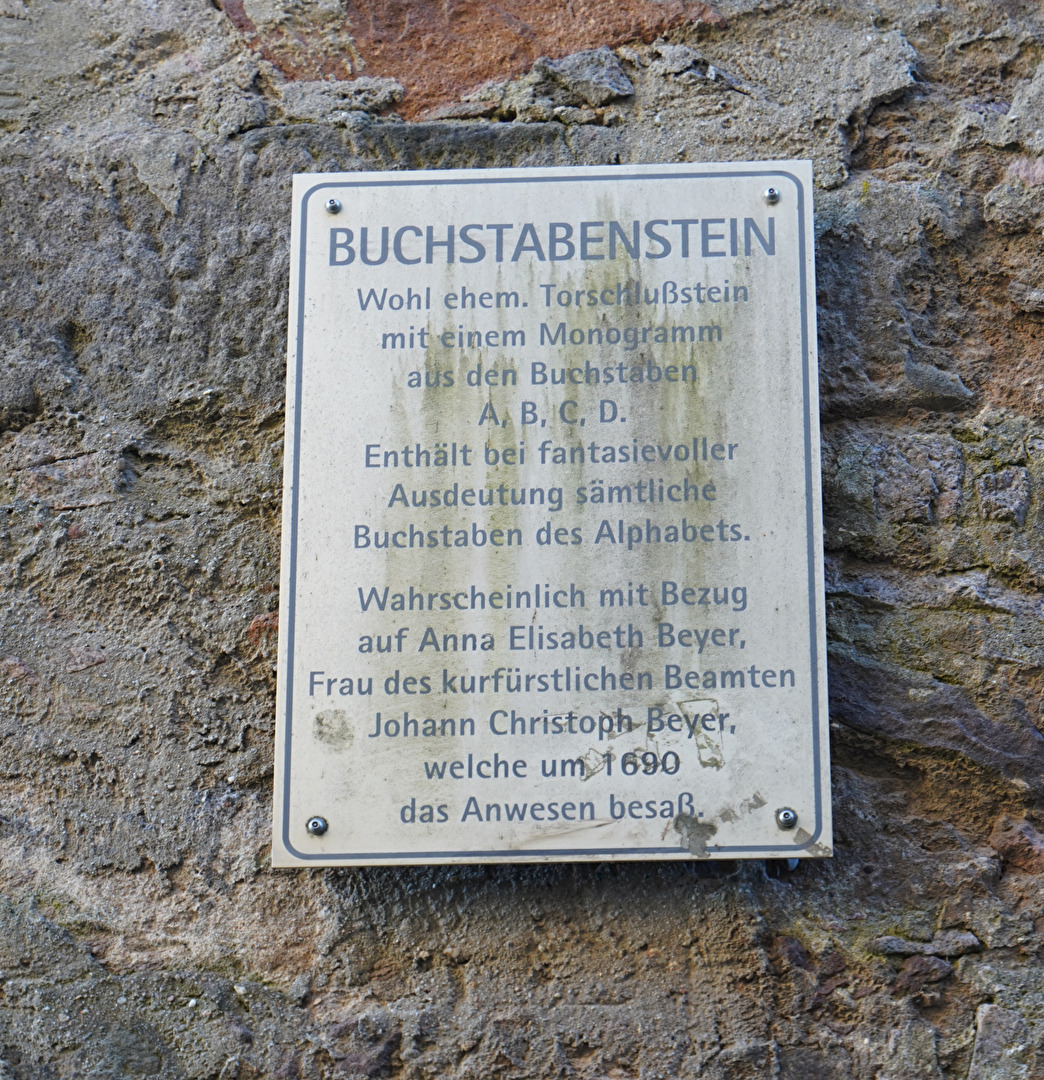 BUCHSTABENSTEIN
Wohl ehem. Torschlußstein
mit einem Monogramm
aus den Buchstaben
A, B, C, D.
Enthält bei fantasievoller
Ausdeutung sämtliche
Buchstaben des Alphabets.
Wahrscheinlich mit Bezug
auf Anna Elisabeth Beyer,
Frau des kurfürstlichen Beamten
Johann Christoph Beyer,
welche um 1690
das Anwesen besaß.